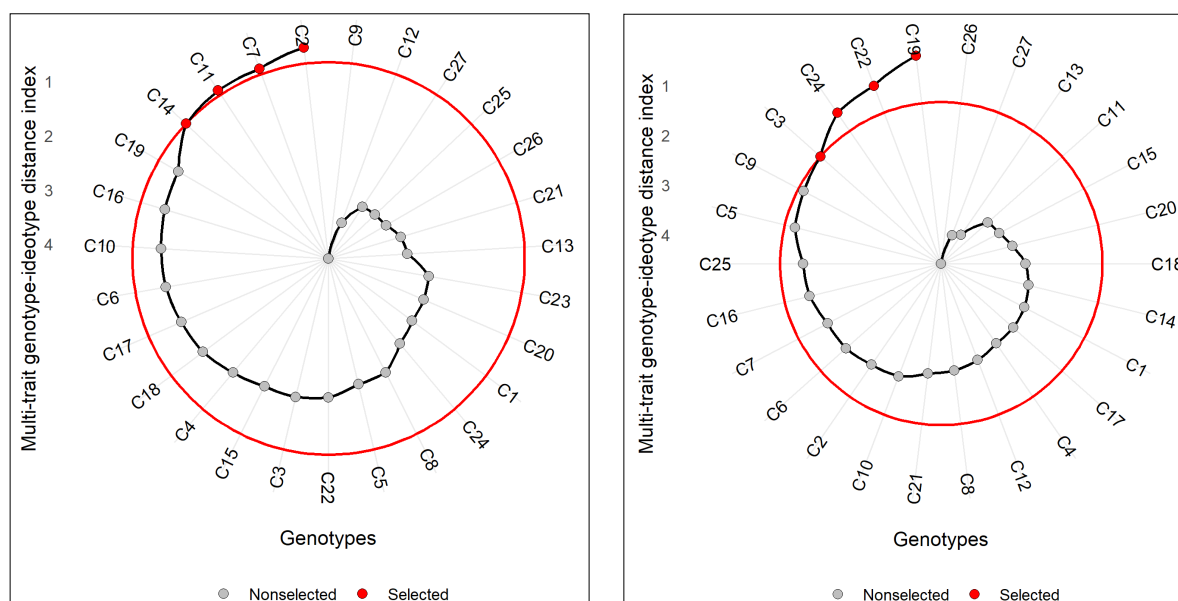 Multi-trait genotype-ideotype distance index
1
2
3
4
C9
C12
C27
C25
C26
C21
C13
C23
C20
C1
C24
C8
C5
C22
C3
C15
C4
C18
C17
C6
C10
C16
C19
C14
C11
C7
C2
Genotypes
Nonselected Selected
Multi-trait genotype-ideotype distance index
1
2
3
4
C26
C27
C13
C11
C15
C20
C18
C14
C1
C17
C4
C12
C8
C21
C10
C2
C6
C7
C16
C25
C5
C9
C3
C24
C22
C19
Genotypes
Nonselected Selected